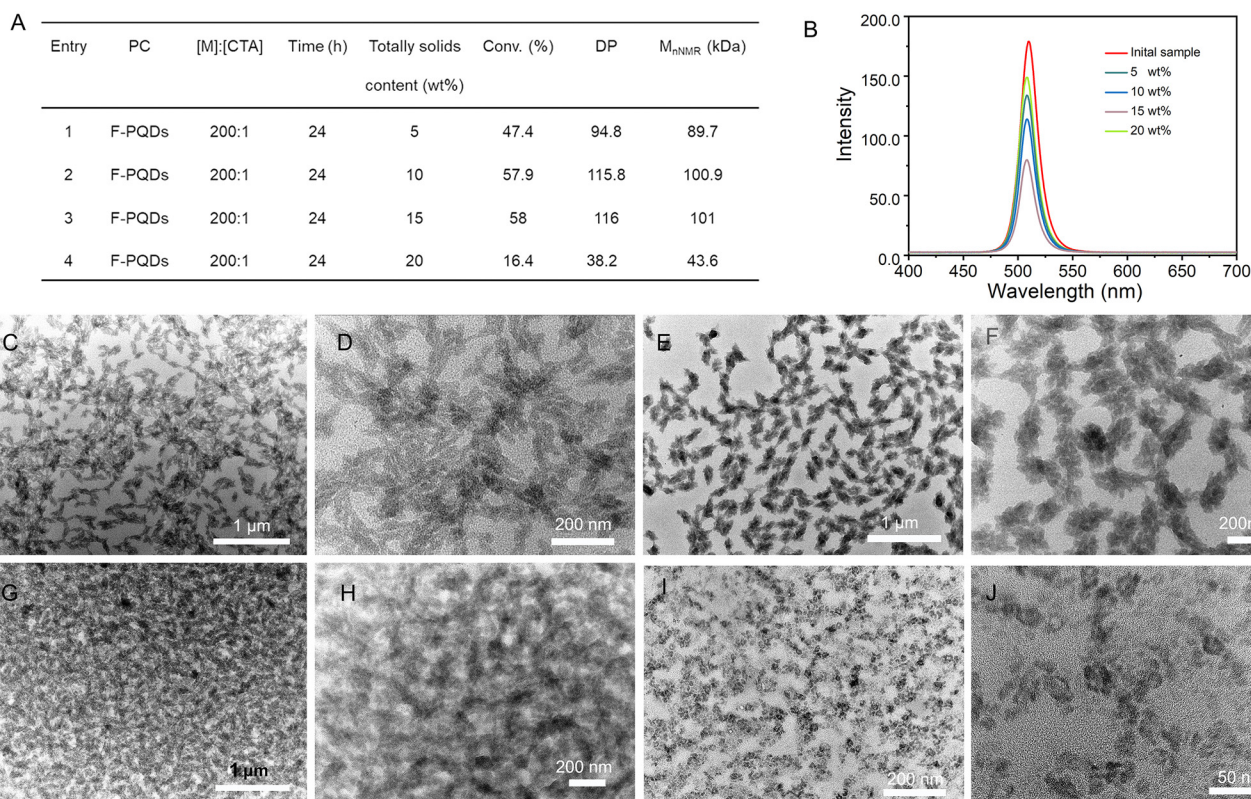 A
Entry PC [M]:[CTA] Time (h) Totally solids Conv. (%) DP MnNMR (kDa)
content (wt%)
1 F-PQDs 200:1 24 5 47.4 94.8 89.7
2 F-PQDs 200:1 24 10 57.9 115.8 100.9
3 F-PQDs 200:1 24 15 58 116 101
4 F-PQDs 200:1 24 20 16.4 38.2 43.6
B
200.0
150.0
100.0
50.0
0.0
Intensity
Inital sample
5 wt%
10 wt%
15 wt%
20 wt%
400 450 500 550 600 650 700
Wavelength (nm)
C
1 μm
D
200 nm
E
1 μm
F
200n
G
1 μm
H
200 nm
I
200 nm
J
50 n